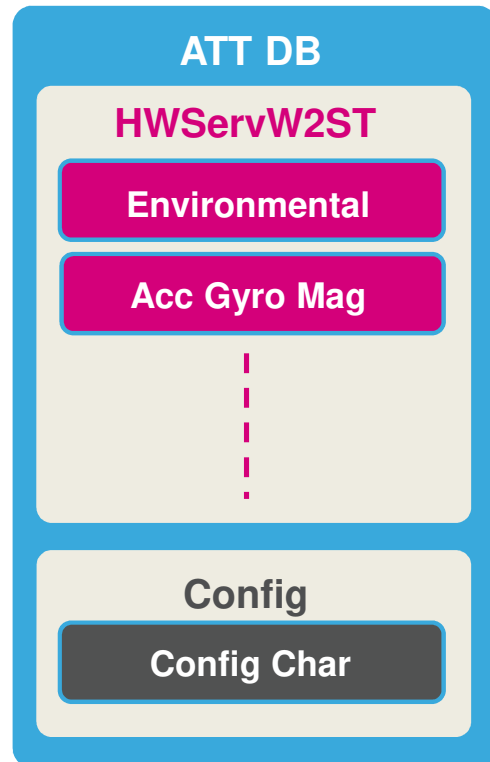 ATT DB
HWServW2ST
Environmental
Acc Gyro Mag
Config
Config Char